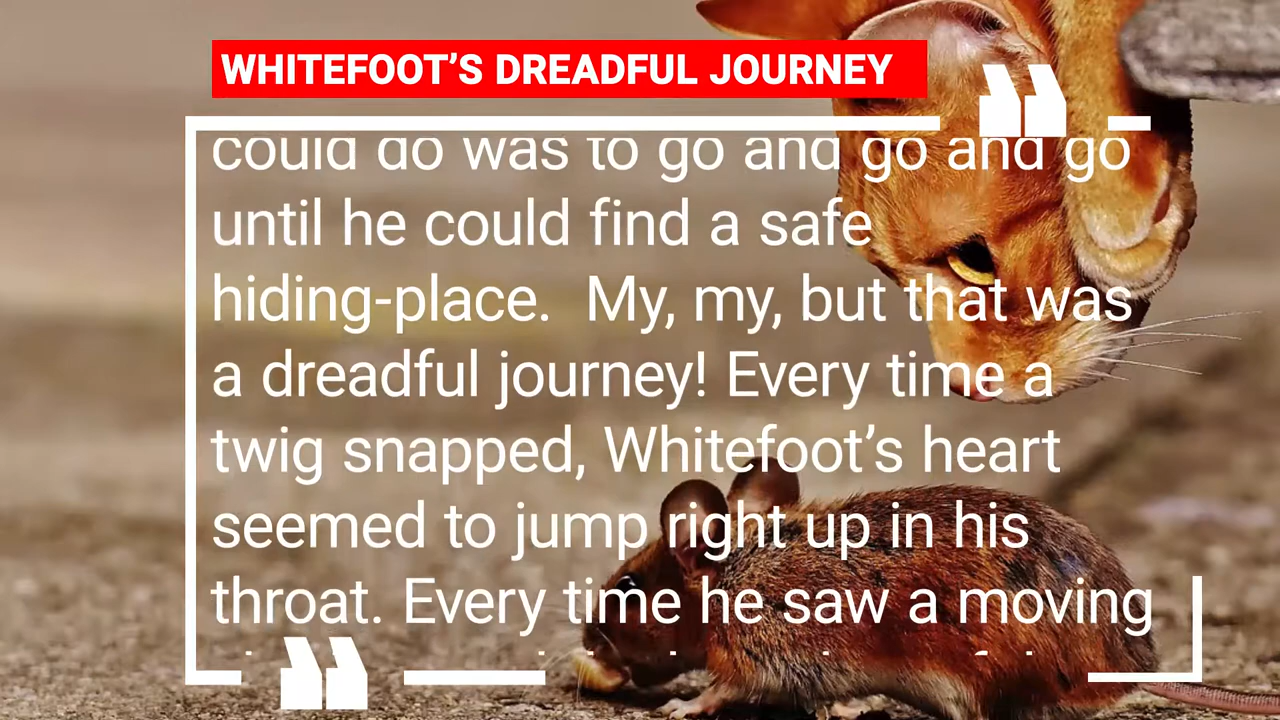 WHITEFOOT’S DREADFUL JOURNEY
could do was to go and go and go
until he could find a safe
hiding-place.  My, my, but that was
a dreadful journey! Every time a
twig snapped, Whitefoot’s heart
seemed to jump right up in his
throat. Every time he saw a moving